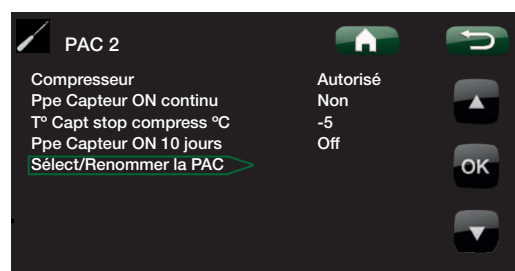 PAC 2
Compresseur Autorisé
Ppe Capteur ON continu Non
Tº Capt stop compress ºC -5
Ppe Capteur ON 10 jours Off
Sélect/Renommer la PAC
OK